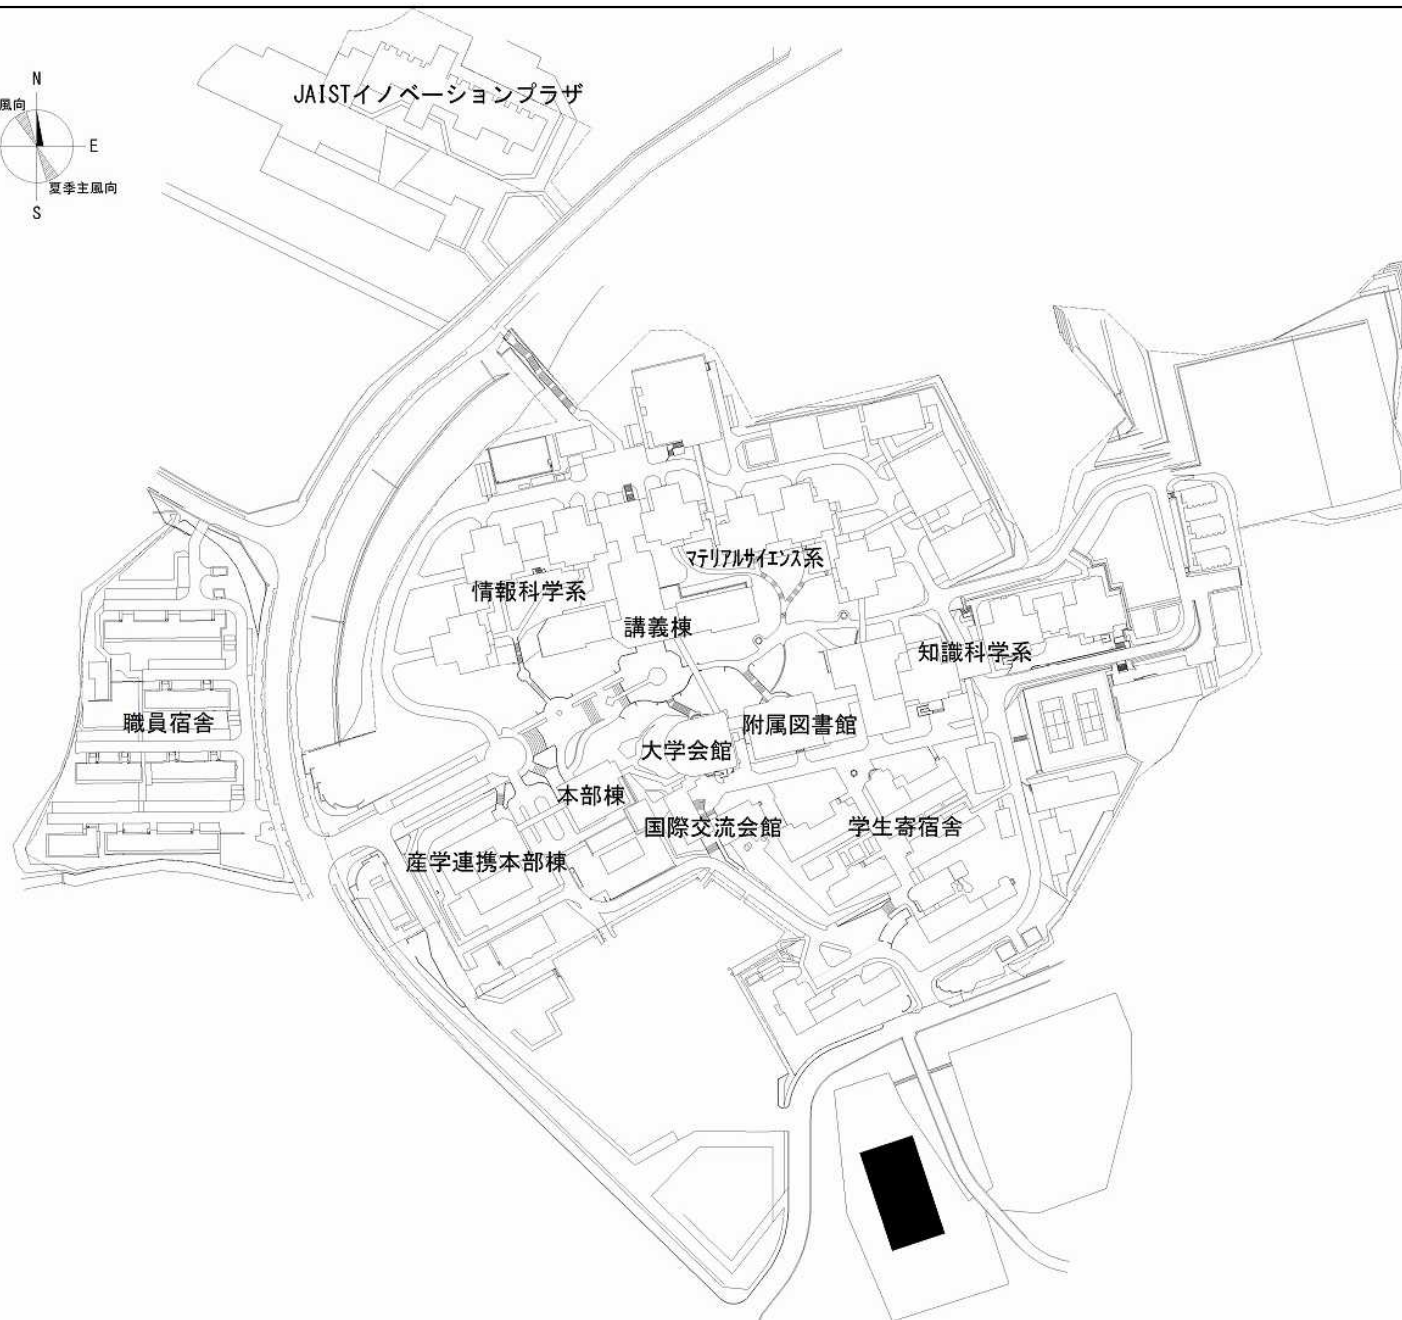 JAISTイノベーションプラザ
N
風向
E
夏季主風向
S
マテリアルサイエンス系
情報科学系
講義棟
知識科学系
職員宿舎
附属図書館
大学会館
本部棟
国際交流会館
学生寄宿舎
産学連携本部棟